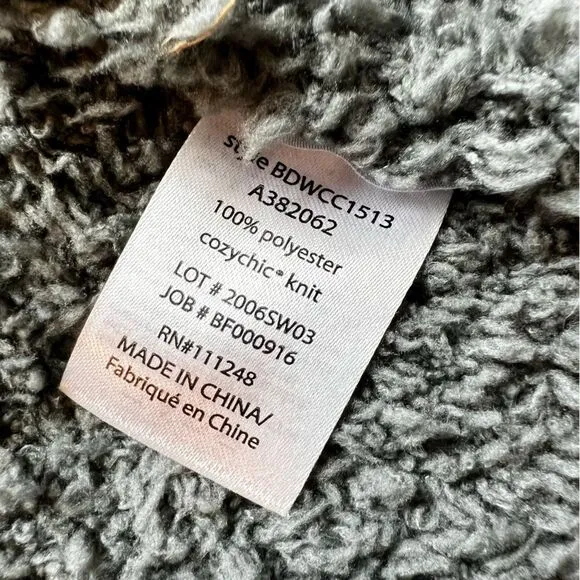 style BDWCC1513
A382062
100% polyester
cozychic® knit
LOT # 2006SW03
JOB # BF000916
RN#111248
MADE IN CHINA/
Fabriqué en Chine